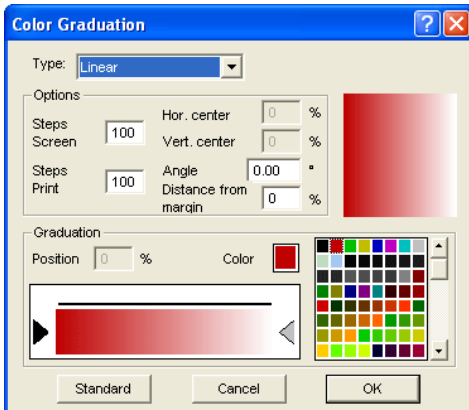 Color Graduation
Type: Linear
Options
Steps Screen 100
Hor. center 0 %
Vert. center 0 %
Steps Print 100
Angle 0.00 °
Distance from margin 0 %
Graduation
Position 0 %
Color
Standard
Cancel
OK